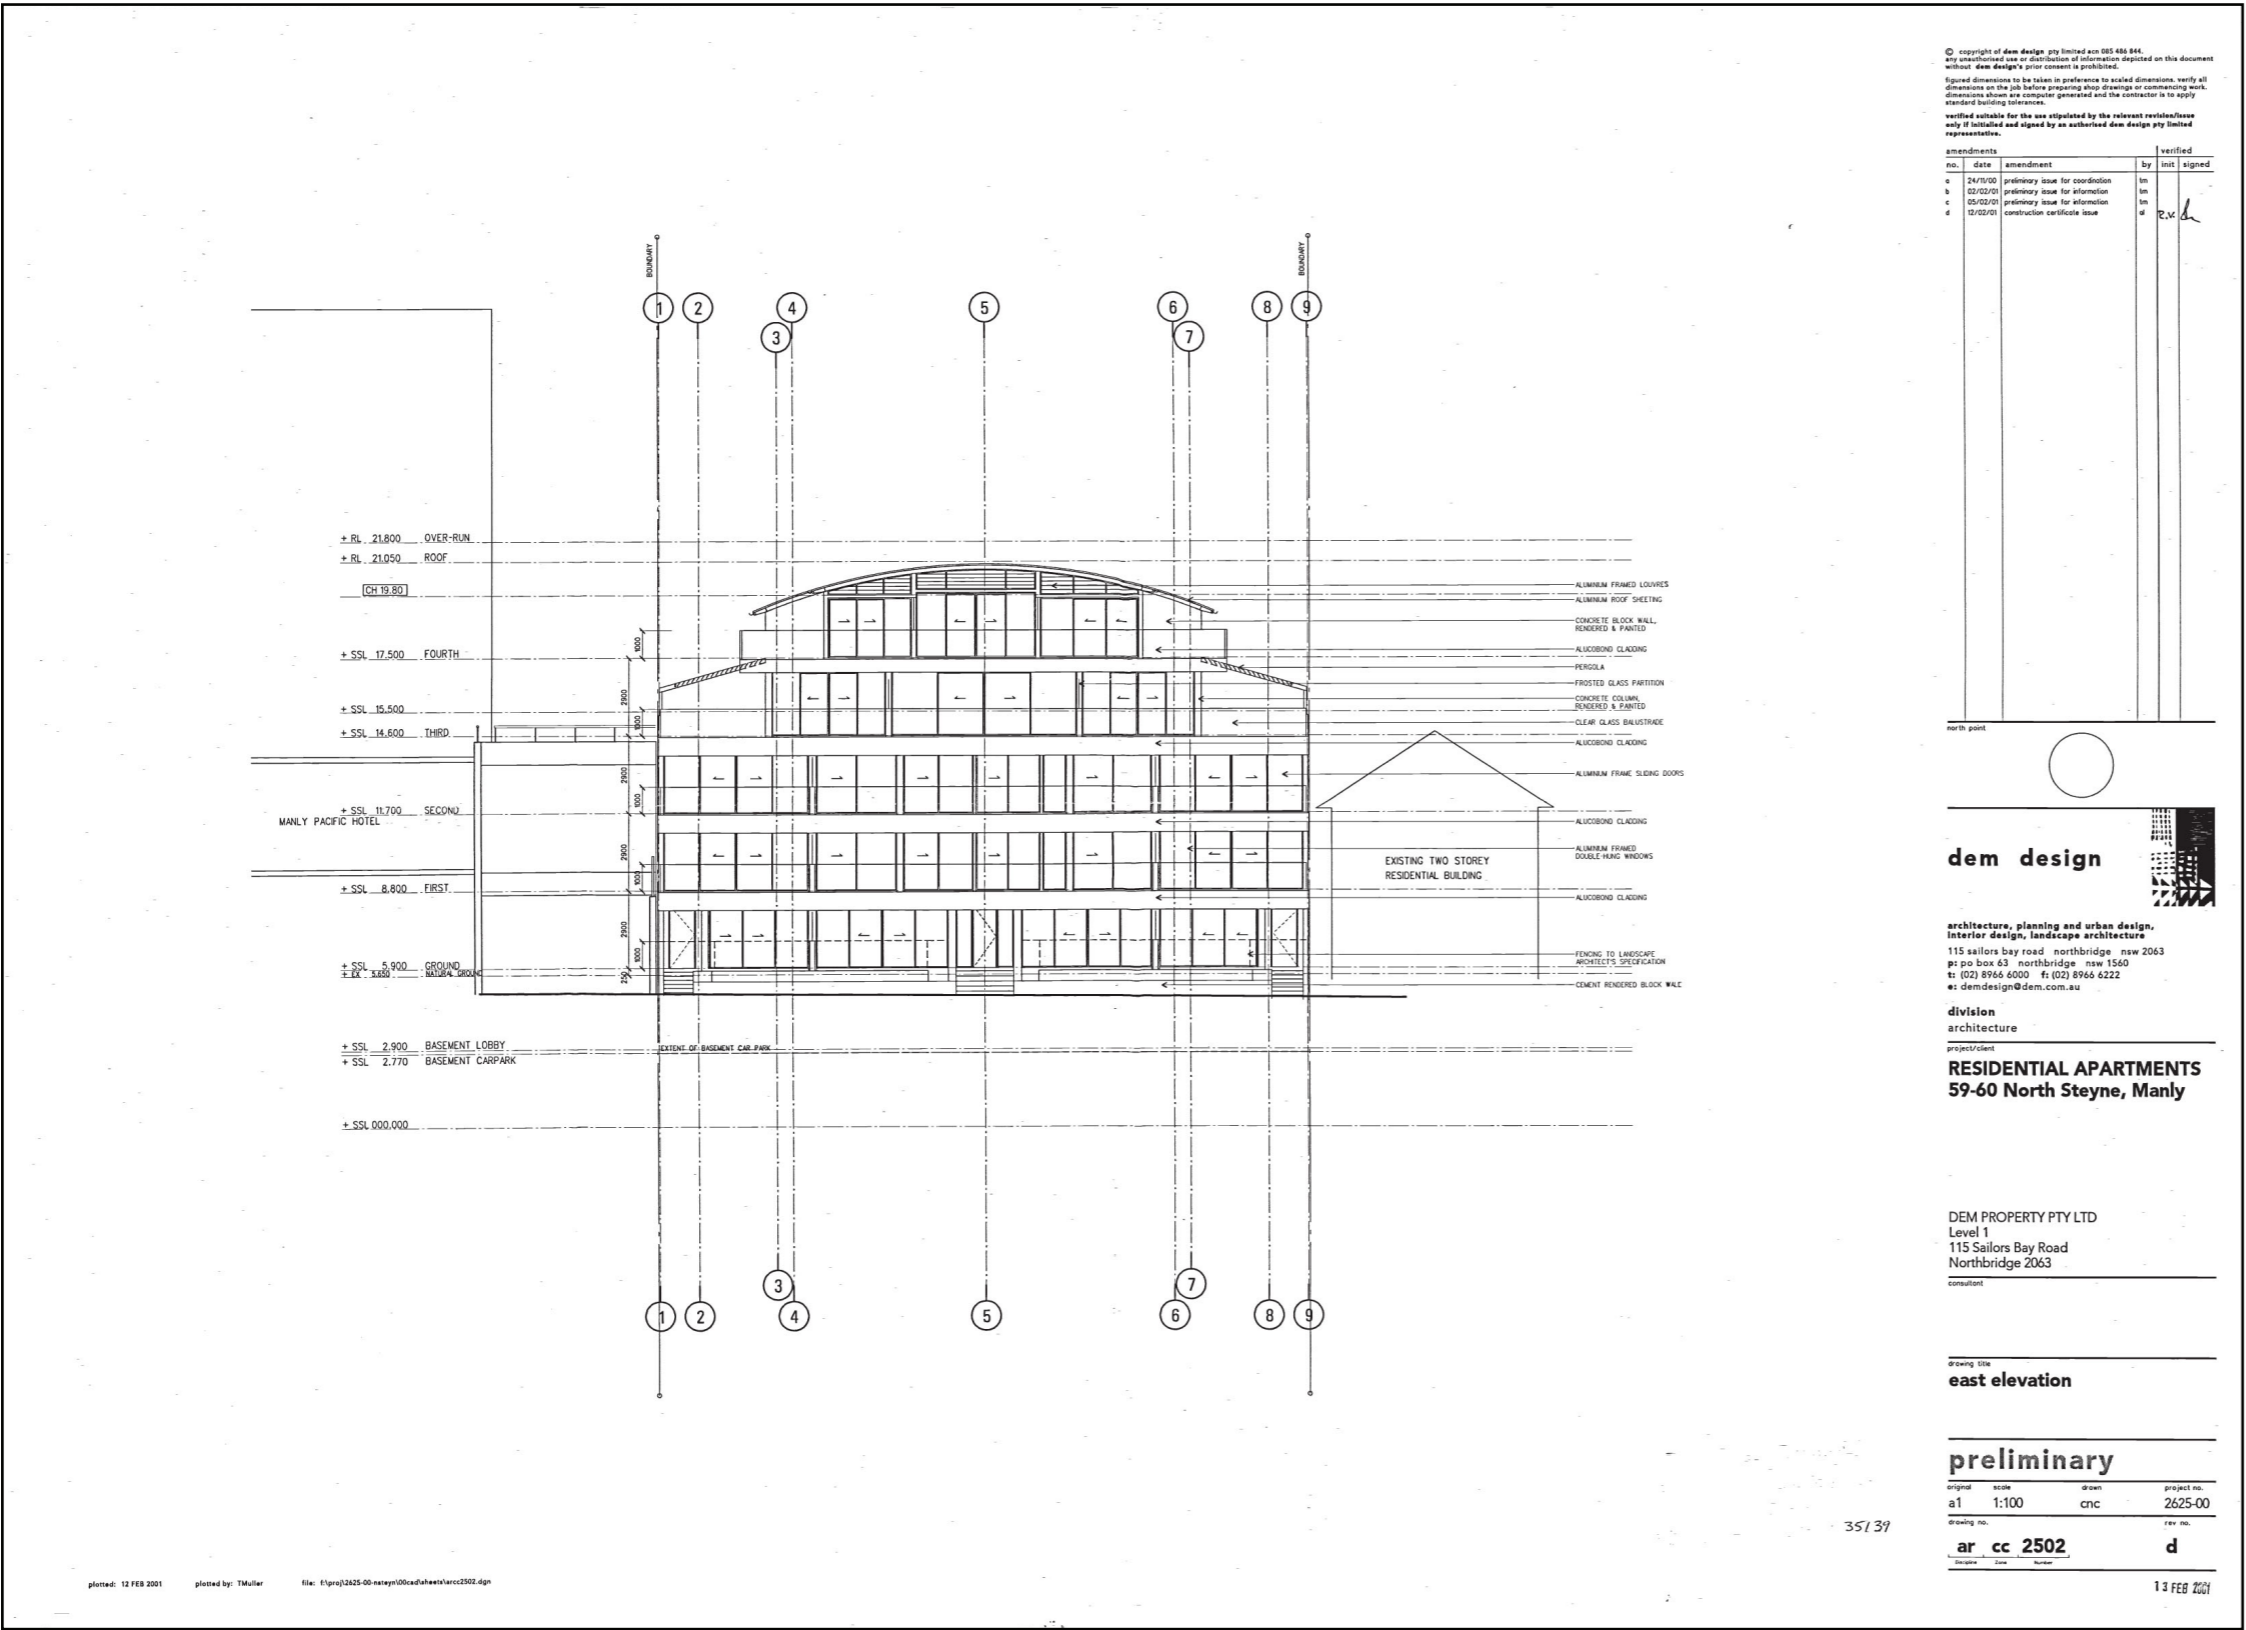 © copyright of dem design pty limited acn 085 486 844.
any unauthorised use or distribution of information depicted on this document
without dem design's prior consent is prohibited.
figured dimensions to be taken in preference to scaled dimensions. verify all
dimensions on the job before preparing shop drawings or commencing work.
dimensions shown are computer generated and the contractor is to apply
standard building tolerances.
verified suitable for the use stipulated by the relevant revision/issue
only if initialled and signed by an authorised dem design pty limited
representative.
amendments verified
no. date amendment by init signed
a 24/11/00 preliminary issue for coordination tm
b 02/02/01 preliminary issue for information tm
c 05/02/01 preliminary issue for information tm
d 12/02/01 construction certificate issue al R.V.
BOUNDARY
BOUNDARY
1 2 4 5 6 8 9
3 7
+ RL 21.800 OVER-RUN
+ RL 21.050 ROOF
CH 19.80
+ SSL 17.500 FOURTH
+ SSL 15.500
+ SSL 14.600 THIRD
+ SSL 11.700 SECOND
MANLY PACIFIC HOTEL
+ SSL 8.800 FIRST
+ SSL 5.900 GROUND
+ EX 5.650 NATURAL GROUND
+ SSL 2.900 BASEMENT LOBBY
+ SSL 2.770 BASEMENT CARPARK
+ SSL 000.000
1000
2900
1000
2900
1000
2900
1000
2900
1000
250
EXTENT OF BASEMENT CAR PARK
ALUMINIUM FRAMED LOUVRES
ALUMINIUM ROOF SHEETING
CONCRETE BLOCK WALL,
RENDERED & PAINTED
ALUCOBOND CLADDING
PERGOLA
FROSTED GLASS PARTITION
CONCRETE COLUMN,
RENDERED & PAINTED
CLEAR GLASS BALUSTRADE
ALUCOBOND CLADDING
ALUMINIUM FRAME SLIDING DOORS
ALUCOBOND CLADDING
ALUMINIUM FRAMED
DOUBLE-HUNG WINDOWS
ALUCOBOND CLADDING
FENCING TO LANDSCAPE
ARCHITECT'S SPECIFICATION
CEMENT RENDERED BLOCK WALL
EXISTING TWO STOREY
RESIDENTIAL BUILDING
3 7
1 2 4 5 6 8 9
north point
dem design
architecture, planning and urban design,
interior design, landscape architecture
115 sailors bay road northbridge nsw 2063
p: po box 63 northbridge nsw 1560
t: (02) 8966 6000 f: (02) 8966 6222
e: demdesign@dem.com.au
division
architecture
project/client
RESIDENTIAL APARTMENTS
59-60 North Steyne, Manly
DEM PROPERTY PTY LTD
Level 1
115 Sailors Bay Road
Northbridge 2063
consultant
drawing title
east elevation
preliminary
original scale drawn project no.
a1 1:100 cnc 2625-00
drawing no. rev no.
ar cc 2502 d
Discipline Zone Number
13 FEB 2001
35/39
plotted: 12 FEB 2001 plotted by: TMuller file: f:\proj\2625-00-nsteyn\00cad\sheets\arcc2502.dgn